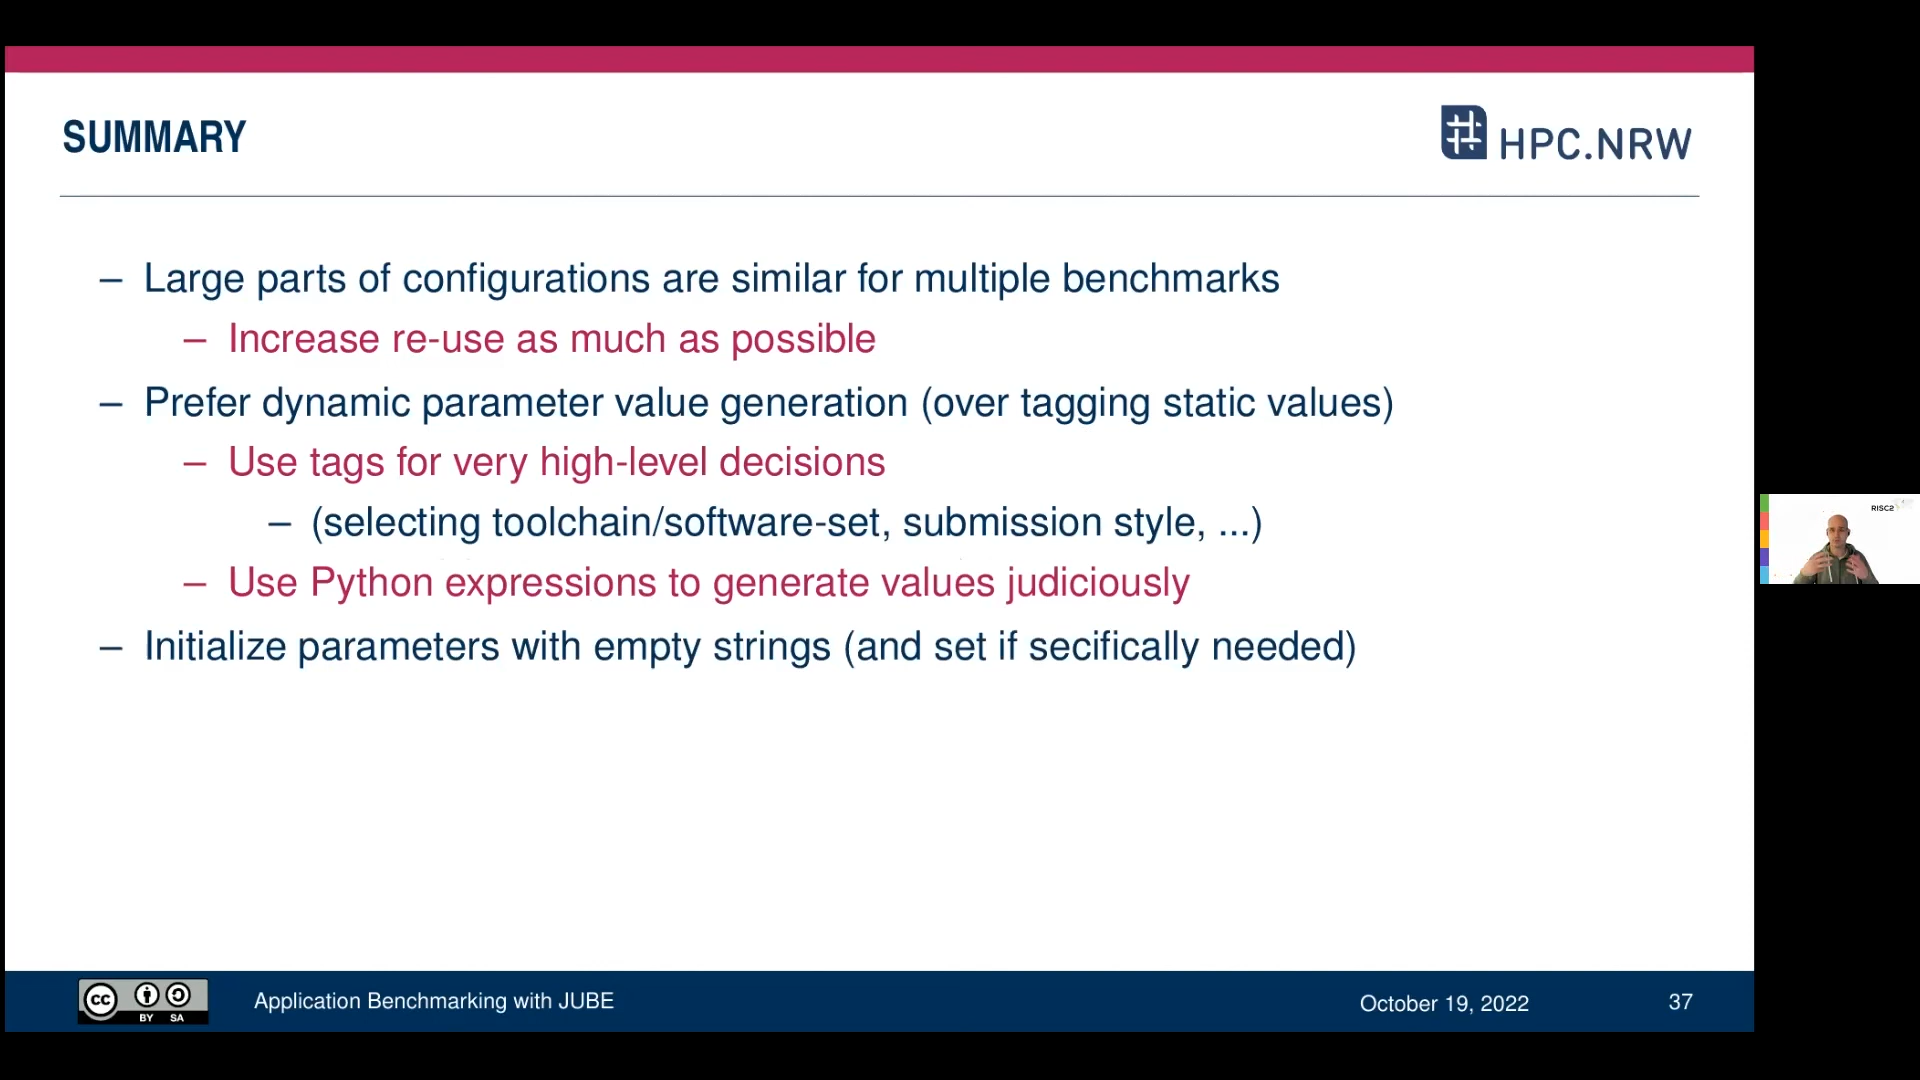 SUMMARY
HPC.NRW
– Large parts of configurations are similar for multiple benchmarks
– Increase re-use as much as possible
– Prefer dynamic parameter value generation (over tagging static values)
– Use tags for very high-level decisions
– (selecting toolchain/software-set, submission style, ...)
– Use Python expressions to generate values judiciously
– Initialize parameters with empty strings (and set if secifically needed)
RISC2
cc BY SA
Application Benchmarking with JUBE
October 19, 2022
37